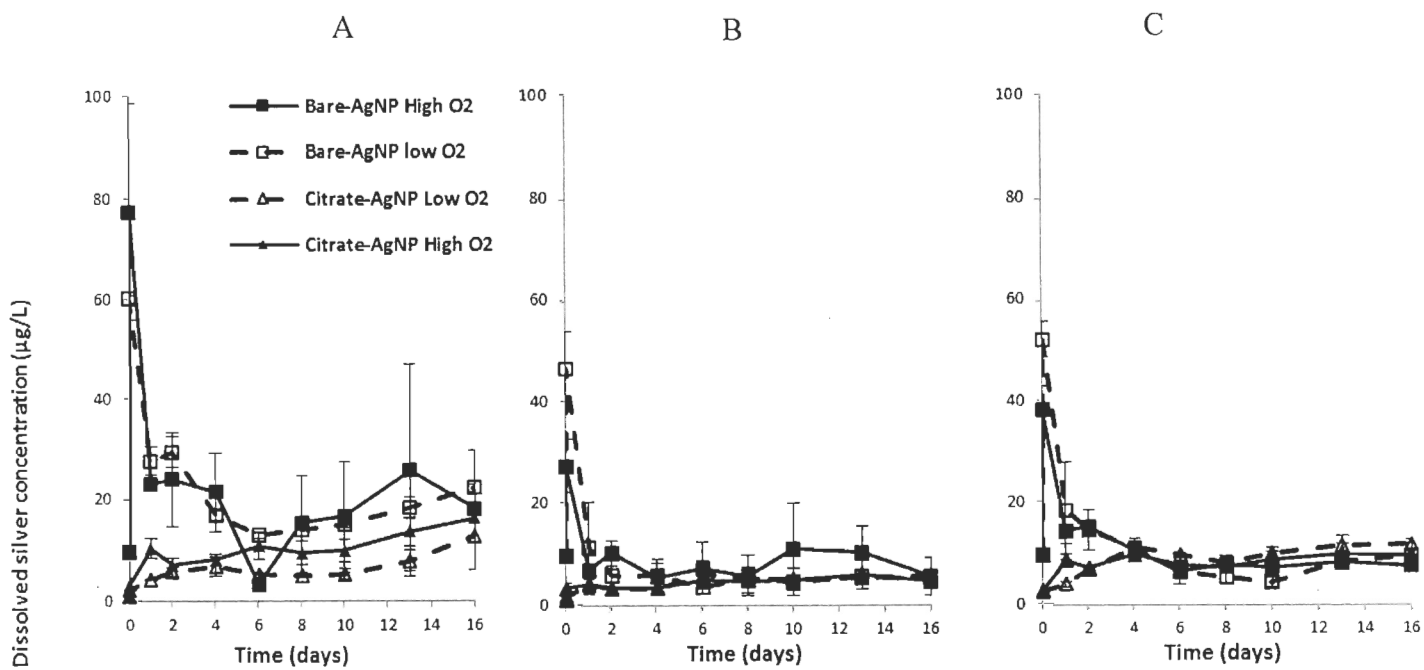 A
B
C
100
80
60
40
20
0
Bare-AgNP High O2
Bare-AgNP low O2
Citrate-AgNP Low O2
Citrate-AgNP High O2
100
80
60
40
20
0
100
80
60
40
20
0
Dissolved silver concentration (µg/L)
0 2 4 6 8 10 12 14 16
0 2 4 6 8 10 12 14 16
0 2 4 6 8 10 12 14 16
Time (days)
Time (days)
Time (days)